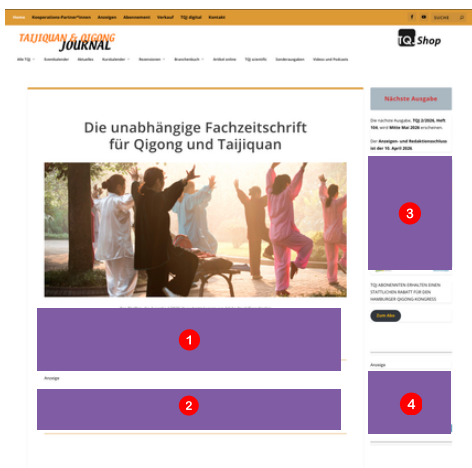 Home Kooperations-Partner*innen Anzeigen Abonnement Verkauf TQJ digital Kontakt SUCHE
TAIJIQUAN & QIGONG
JOURNAL
TQJ Shop
Alle TQJ Eventkalender Aktuelles Kurskalender Rezensionen Branchenbuch Artikel online TQJ scientific Sonderausgaben Videos und Podcasts
Die unabhängige Fachzeitschrift
für Qigong und Taijiquan
Nächste Ausgabe
Die nächste Ausgabe, TQJ 2/2026, Heft
104, wird Mitte Mai 2026 erscheinen.
Der Anzeigen- und Redaktionsschluss
ist der 10. April 2026
3
TQJ-ABONNENTEN ERHALTEN EINEN
STATTLICHEN RABATT FÜR DEN
HAMBURGER QIGONG-KONGRESS
Zum Abo
1
Anzeige
2
Anzeige
4